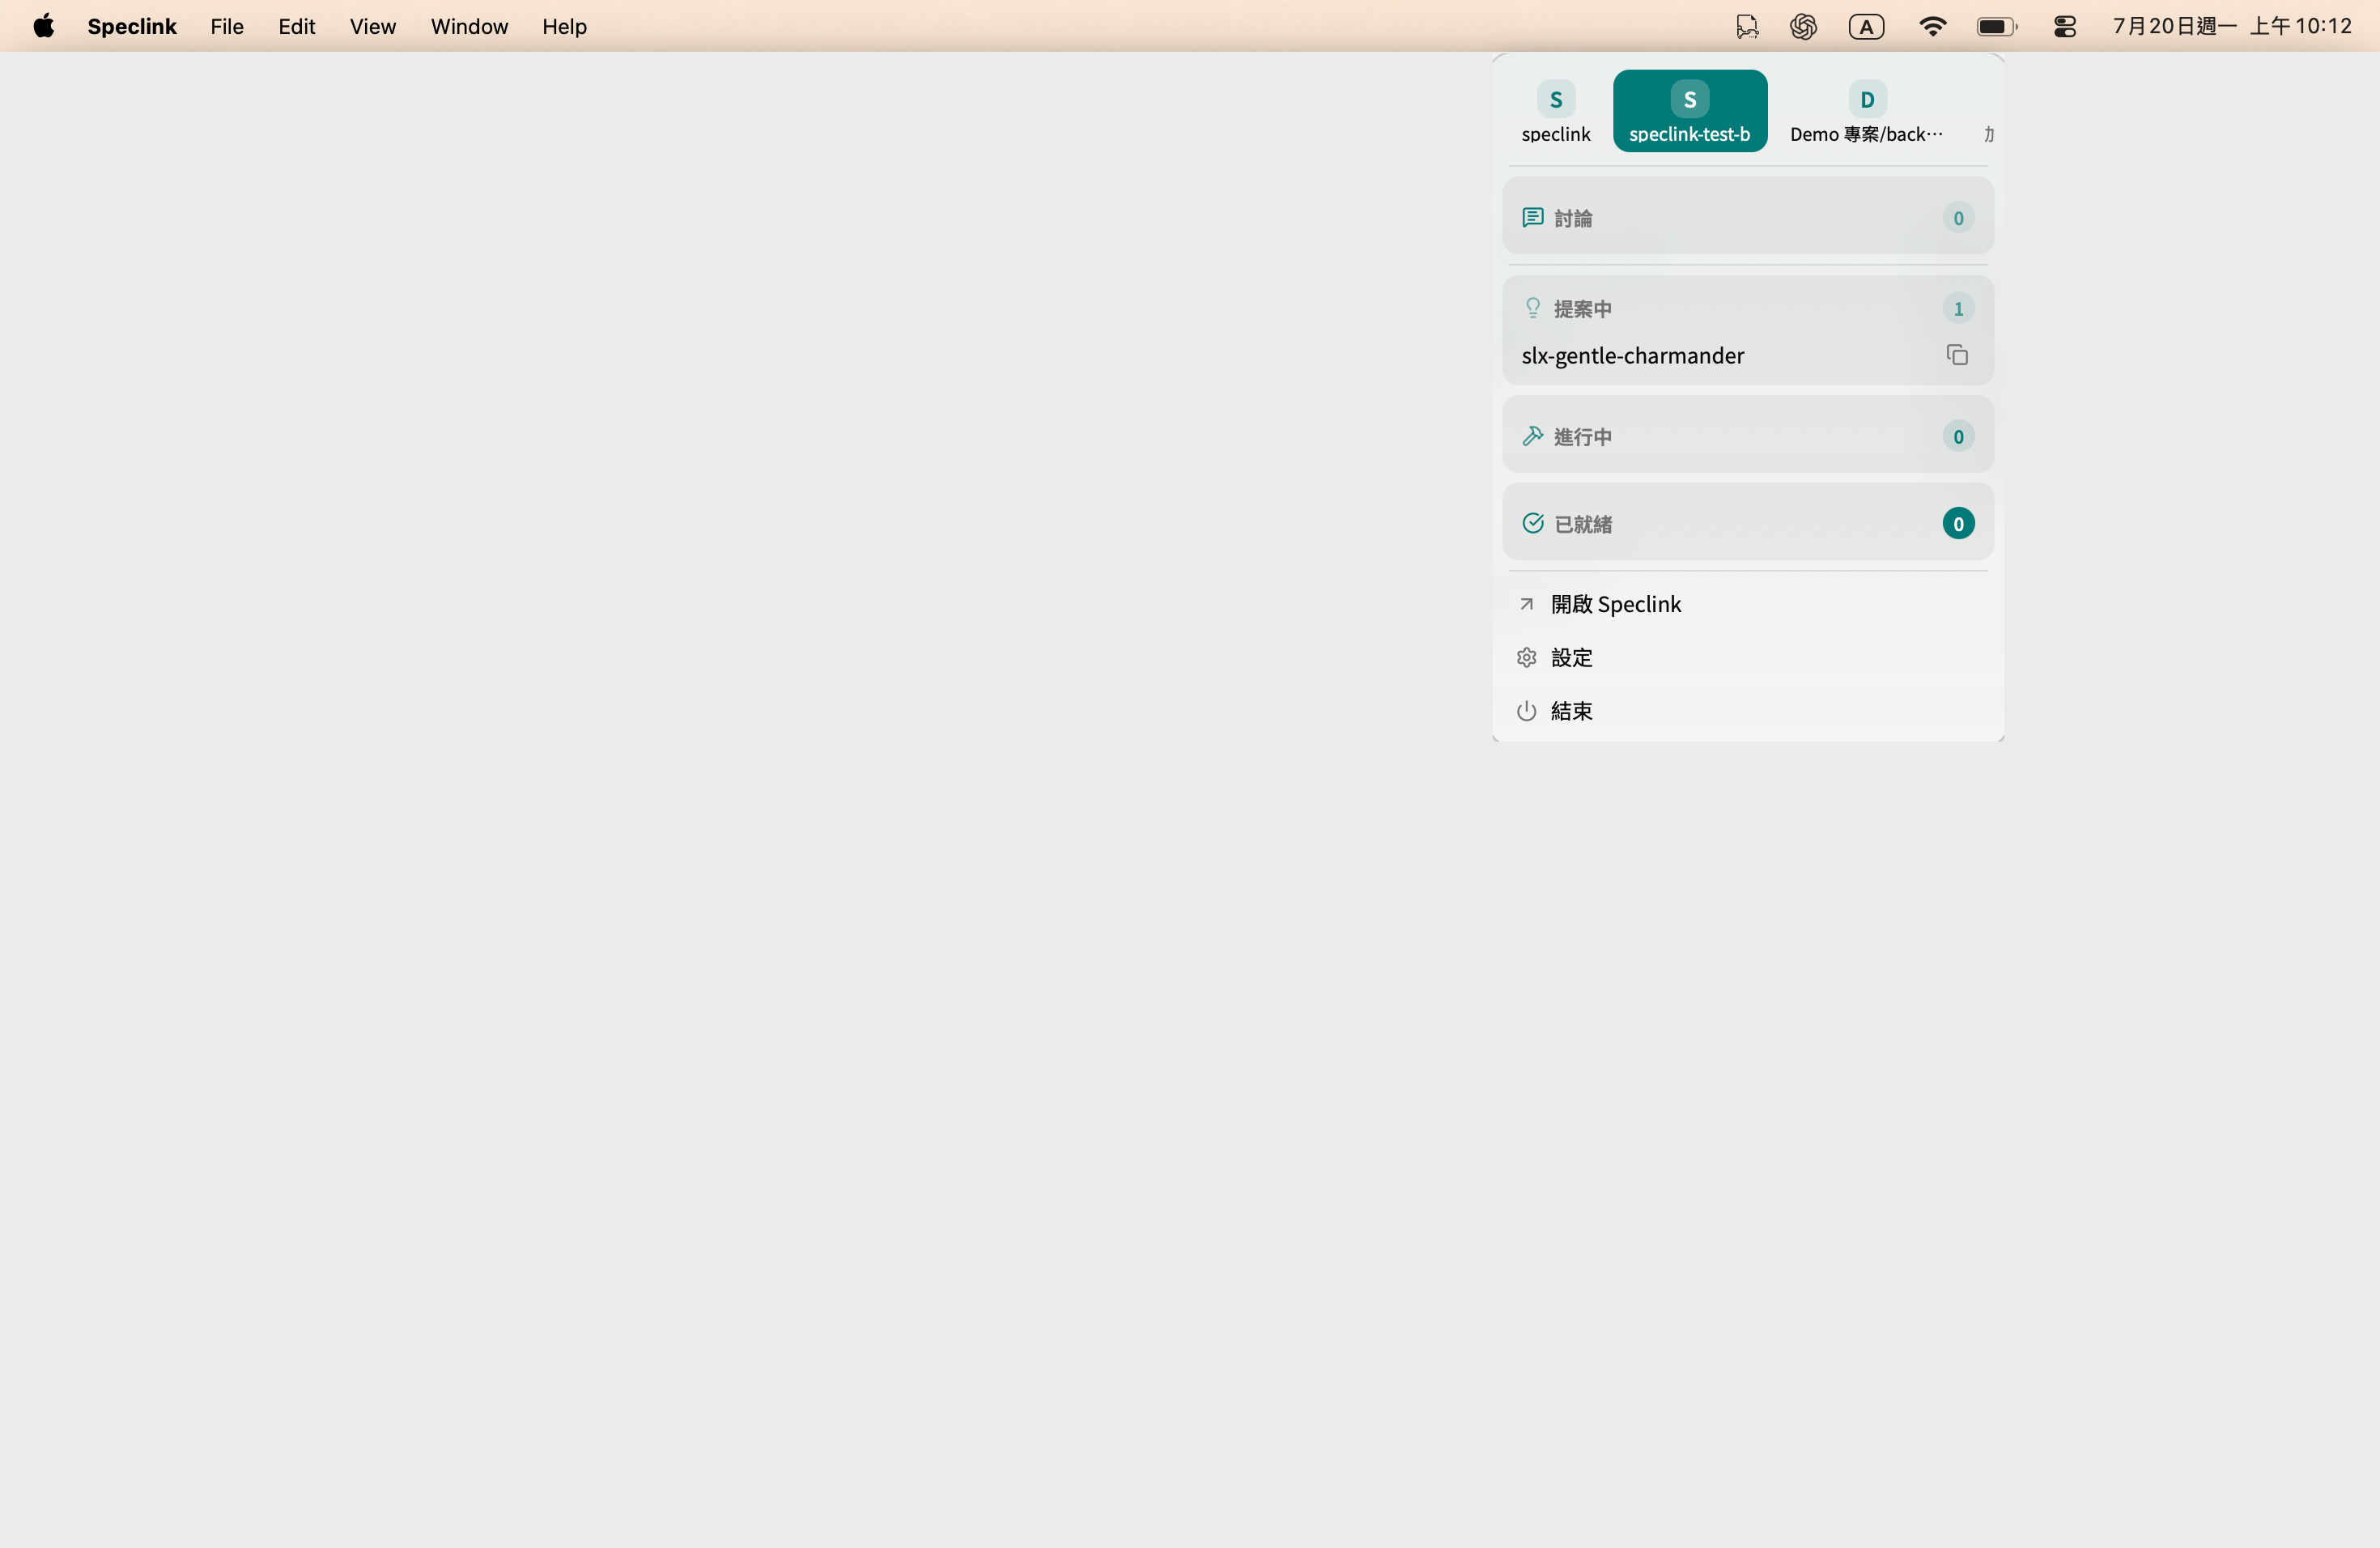 Speclink File Edit View Window Help A 7月20日週一 上午10:12
S S D
speclink speclink-test-b Demo 專案/back…
討論 0
提案中 1
slx-gentle-charmander
進行中 0
已就緒 0
開啟 Speclink
設定
結束